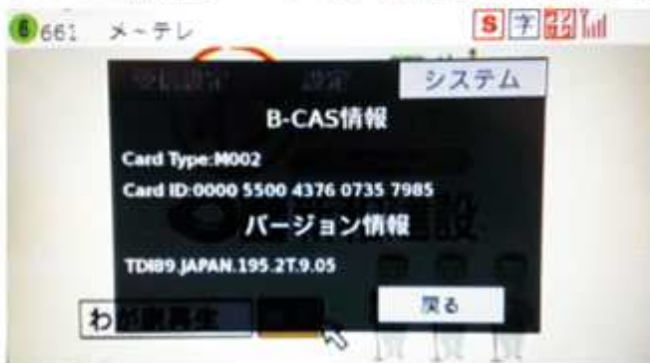 6 661 メ~テレ S 字
システム
B-CAS情報
Card Type:M002
Card ID:0000 5500 4376 0735 7985
バージョン情報
TDIB9.JAPAN.195.2T.9.05
戻る